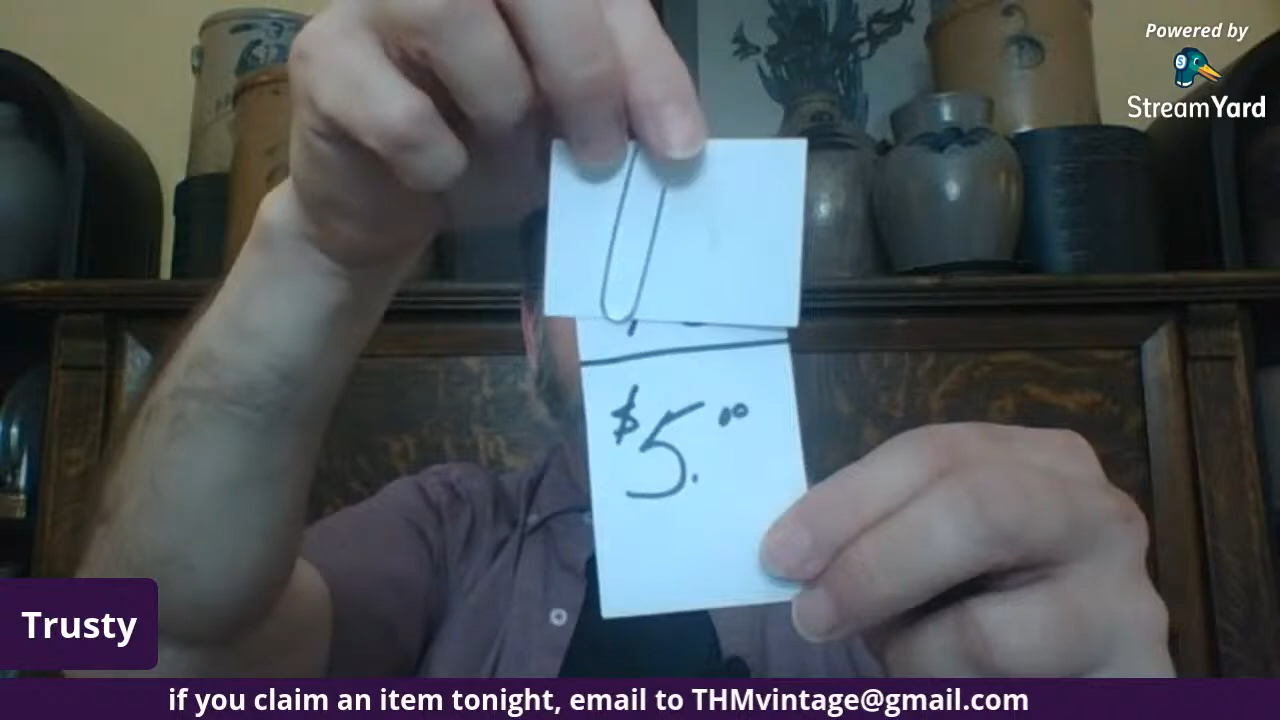 Powered by
StreamYard
$5.00
Trusty
if you claim an item tonight, email to THMvintage@gmail.com